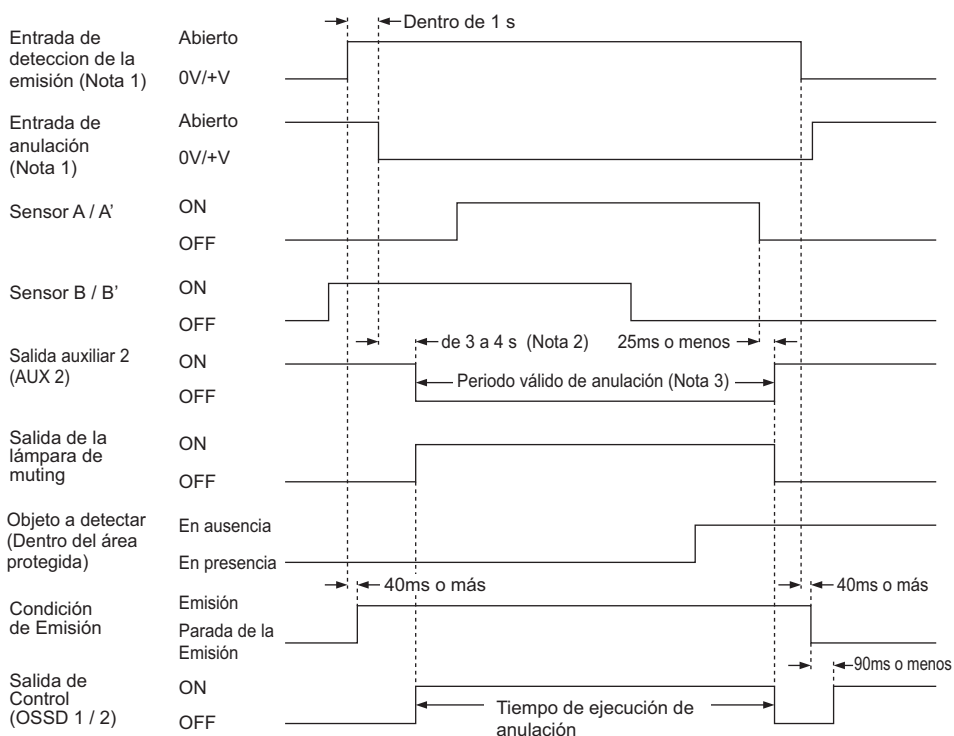 Dentro de 1 s
Entrada de
deteccion de la
emisión (Nota 1)
Abierto
0V/+V
Entrada de
anulación
(Nota 1)
Abierto
0V/+V
Sensor A / A’
ON
OFF
Sensor B / B’
ON
OFF
de 3 a 4 s (Nota 2)
25ms o menos
Salida auxiliar 2
(AUX 2)
ON
OFF
Periodo válido de anulación (Nota 3)
Salida de la
lámpara de
muting
ON
OFF
Objeto a detectar
(Dentro del área
protegida)
En ausencia
En presencia
40ms o más
40ms o más
Condición
de Emisión
Emisión
Parada de la
Emisión
90ms o menos
Salida de
Control
(OSSD 1 / 2)
ON
OFF
Tiempo de ejecución de
anulación